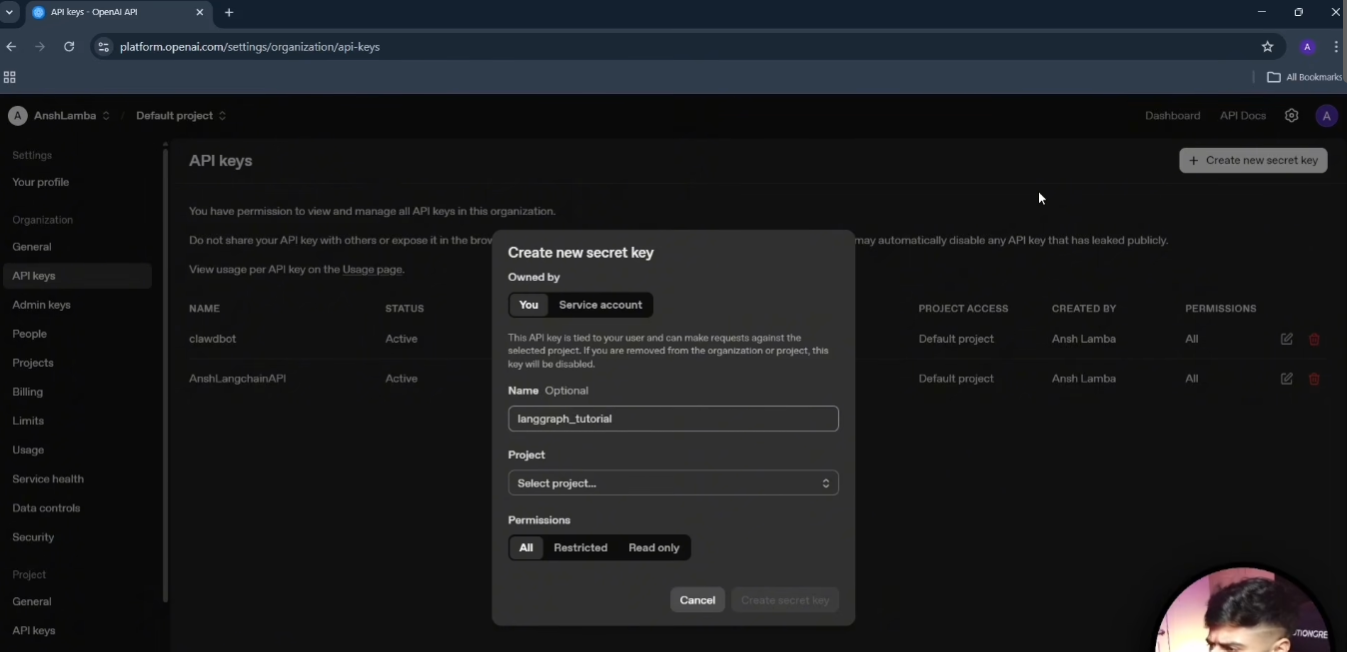 API keys - OpenAI API
platform.openai.com/settings/organization/api-keys
All Bookmarks
A AnshLamba / Default project
Dashboard API Docs A
Settings
Your profile
Organization
General
API keys
Admin keys
People
Projects
Billing
Limits
Usage
Service health
Data controls
Security
Project
General
API keys
API keys
+ Create new secret key
You have permission to view and manage all API keys in this organization.
Do not share your API key with others or expose it in the brow may automatically disable any API key that has leaked publicly.
View usage per API key on the Usage page.
NAME STATUS PROJECT ACCESS CREATED BY PERMISSIONS
clawdbot Active Default project Ansh Lamba All
AnshLangchainAPI Active Default project Ansh Lamba All
Create new secret key
Owned by
You Service account
This API key is tied to your user and can make requests against the
selected project. If you are removed from the organization or project, this
key will be disabled.
Name Optional
langgraph_tutorial
Project
Select project...
Permissions
All Restricted Read only
Cancel Create secret key